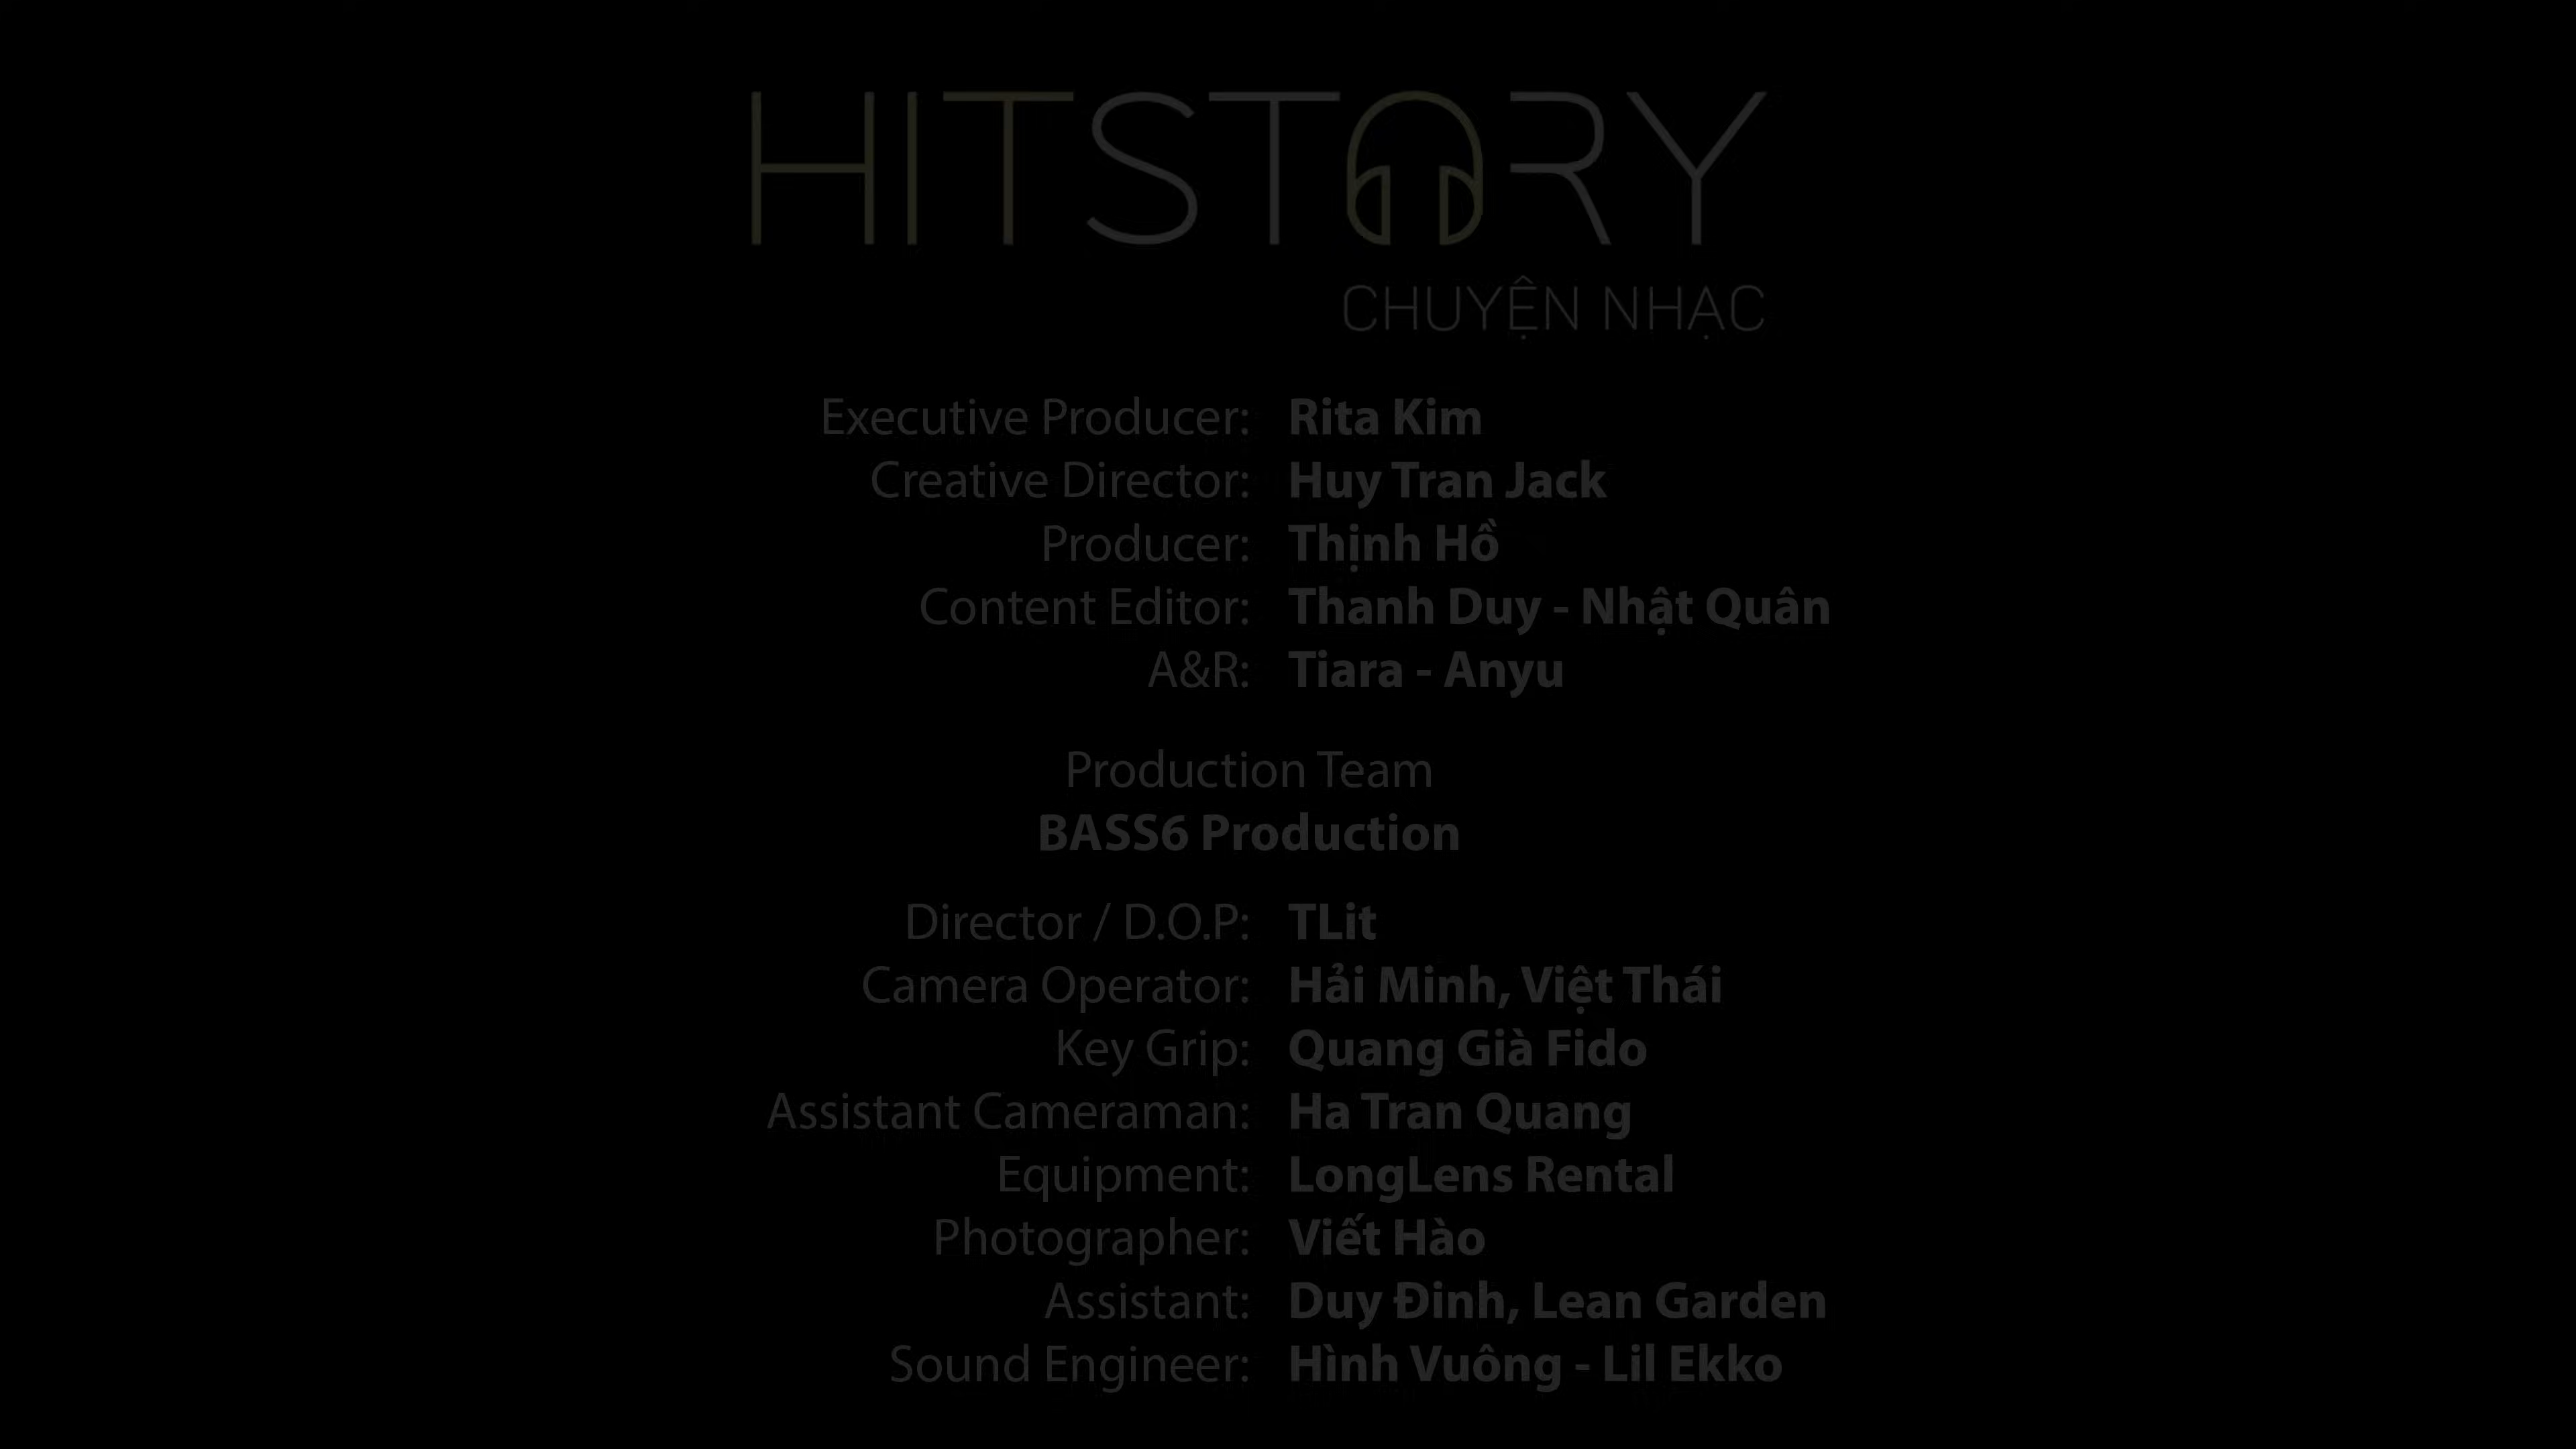 HITSTORY
CHUYỆN NHẠC
Executive Producer: Rita Kim
Creative Director: Huy Tran Jack
Producer: Thịnh Hồ
Content Editor: Thanh Duy - Nhật Quân
A&R: Tiara - Anyu
Production Team
BASS6 Production
Director / D.O.P: TLit
Camera Operator: Hải Minh, Việt Thái
Key Grip: Quang Già Fido
Assistant Cameraman: Ha Tran Quang
Equipment: LongLens Rental
Photographer: Viết Hào
Assistant: Duy Đinh, Lean Garden
Sound Engineer: Hình Vuông - Lil Ekko